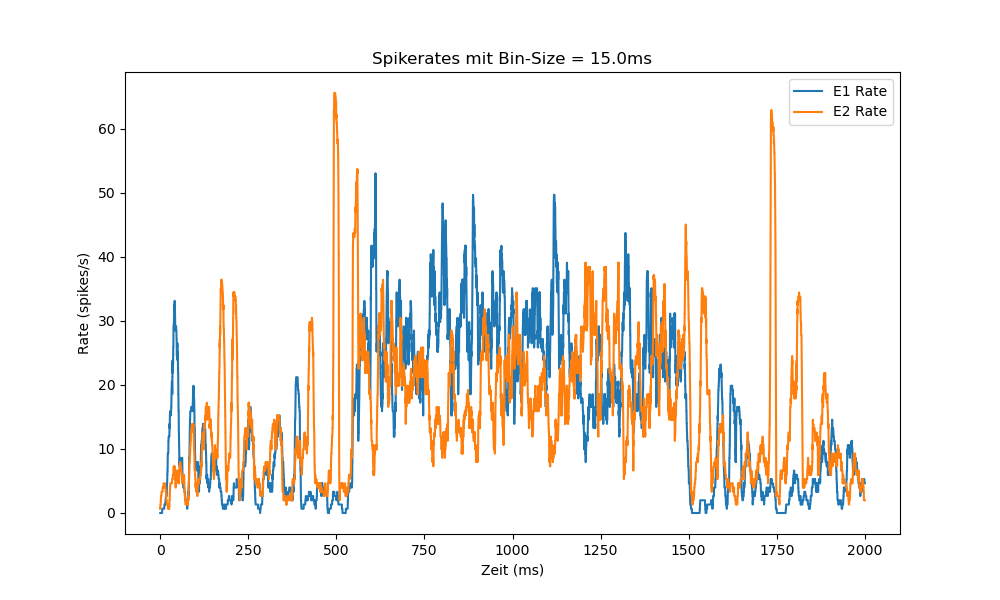 Spikerates mit Bin-Size = 15.0ms
E1 Rate
E2 Rate
60
50
40
30
20
10
0
Rate (spikes/s)
0 250 500 750 1000 1250 1500 1750 2000
Zeit (ms)